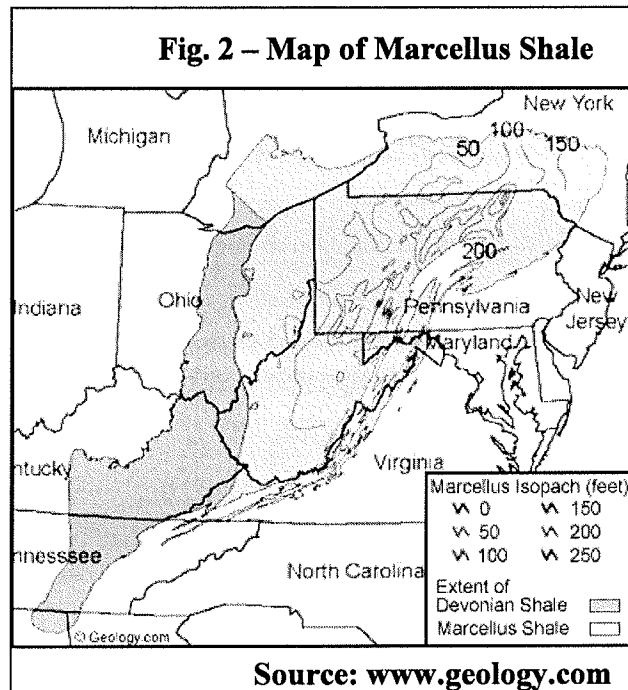 Fig. 2 – Map of Marcellus Shale
New York
Michigan
50
100
150
200
Indiana
Ohio
Pennsylvania
New
Jersey
Maryland
ntucky
Virginia
nnesssee
North Carolina
Marcellus Isopach (feet)
0 150
50 200
100 250
Extent of
Devonian Shale
Marcellus Shale
© Geology.com
Source: www.geology.com